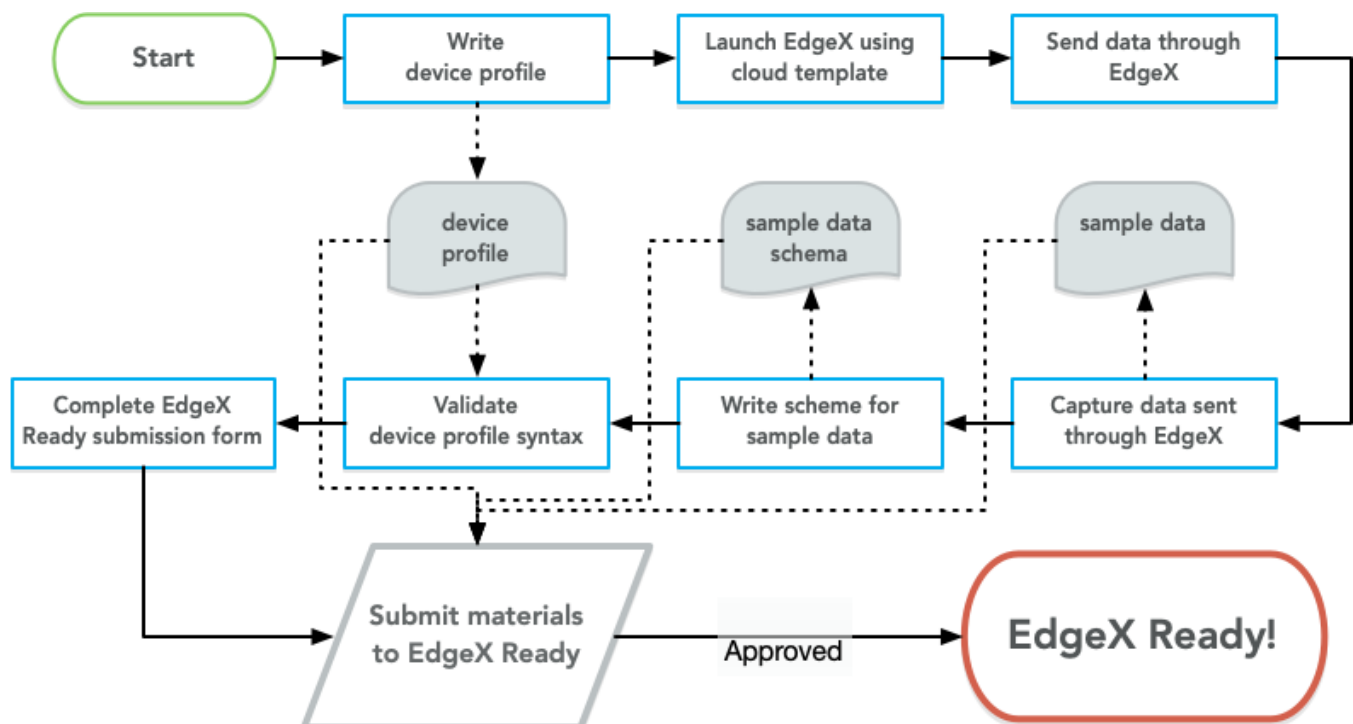 Start
Write
device profile
Launch EdgeX using
cloud template
Send data through
EdgeX
device
profile
sample data
schema
sample data
Complete EdgeX
Ready submission form
Validate
device profile syntax
Write scheme for
sample data
Capture data sent
through EdgeX
Submit materials
to EdgeX Ready
Approved
EdgeX Ready!